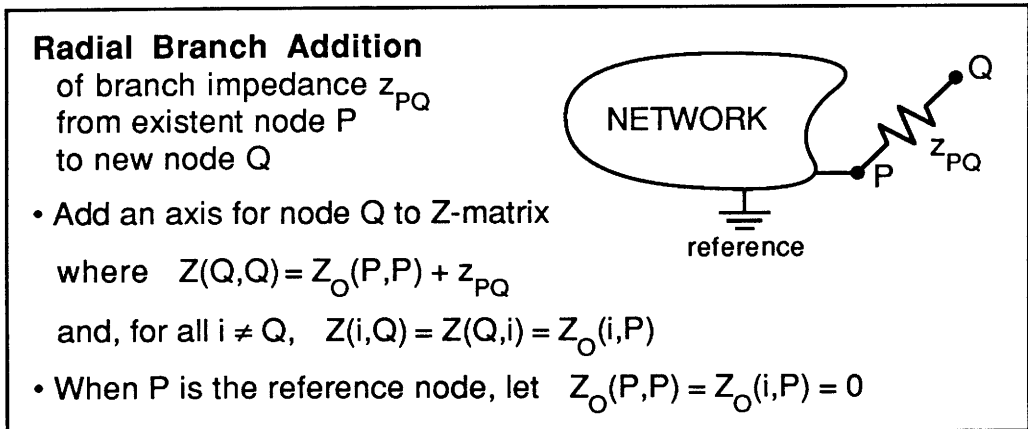 Radial Branch Addition
of branch impedance z_PQ
from existent node P
to new node Q
NETWORK
Q
z_PQ
P
reference
• Add an axis for node Q to Z-matrix
where Z(Q,Q) = Z_O(P,P) + z_PQ
and, for all i ≠ Q, Z(i,Q) = Z(Q,i) = Z_O(i,P)
• When P is the reference node, let Z_O(P,P) = Z_O(i,P) = 0